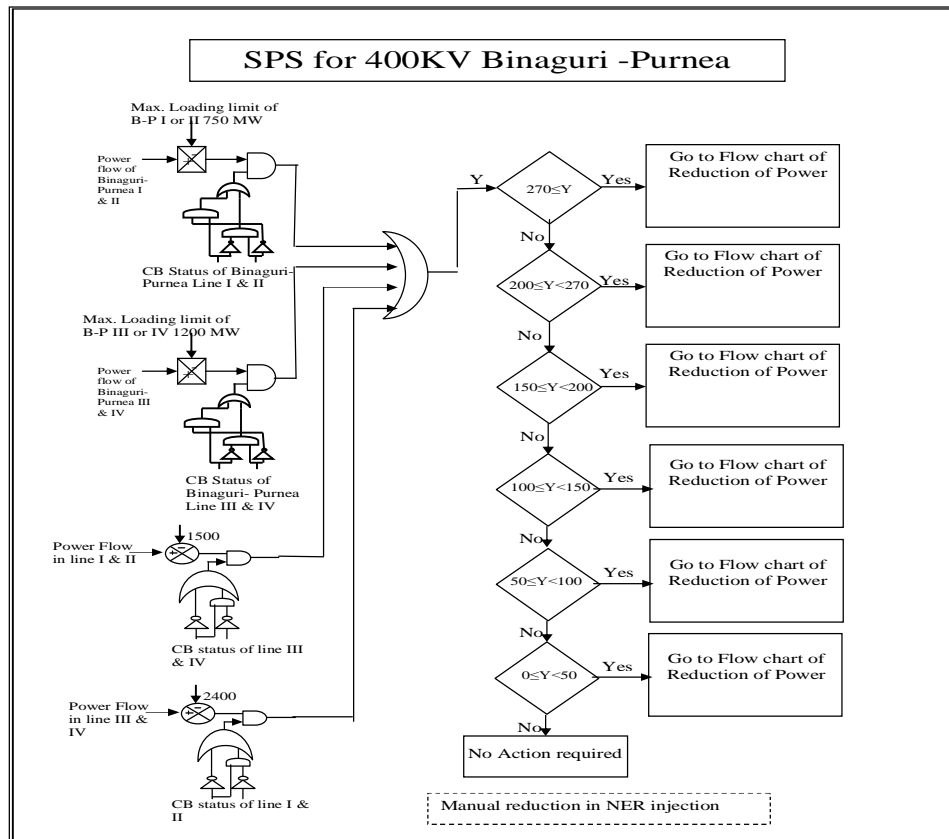 SPS for 400KV Binaguri -Purnea
Max. Loading limit of
B-P I or II 750 MW
Power
flow of
Binaguri-
Purnea I
& II
CB Status of Binaguri-
Purnea Line I & II
Max. Loading limit of
B-P III or IV 1200 MW
Power
flow of
Binaguri-
Purnea III
& IV
CB Status of
Binaguri- Purnea
Line III & IV
1500
Power Flow
in line I & II
CB status of line III
& IV
2400
Power Flow
in line III &
IV
CB status of line I &
II
Y
270≤Y
Yes
Go to Flow chart of
Reduction of Power
No
200≤Y<270
Yes
Go to Flow chart of
Reduction of Power
No
150≤Y<200
Yes
Go to Flow chart of
Reduction of Power
No
100≤Y<150
Yes
Go to Flow chart of
Reduction of Power
No
50≤Y<100
Yes
Go to Flow chart of
Reduction of Power
No
0≤Y<50
Yes
Go to Flow chart of
Reduction of Power
No
No Action required
Manual reduction in NER injection